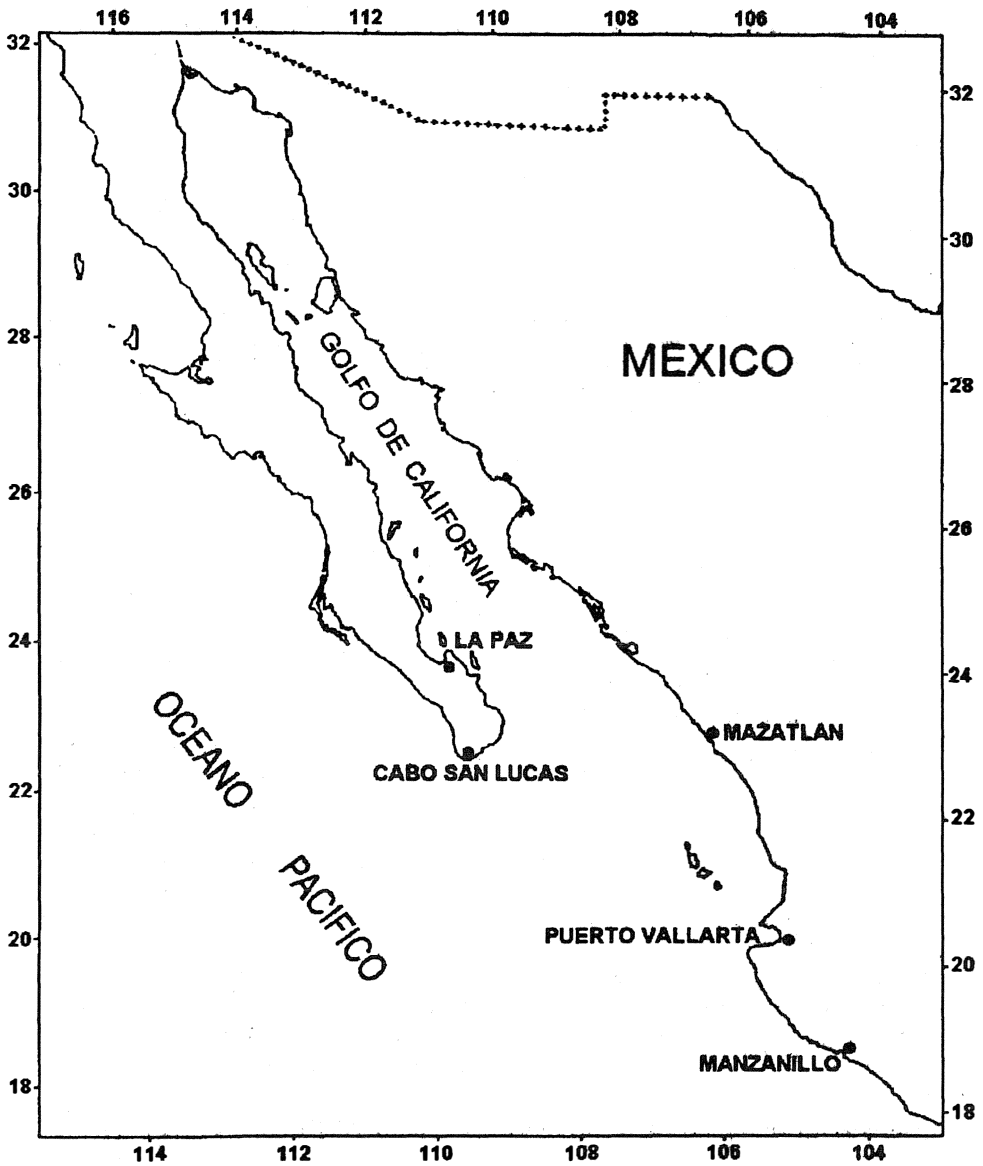 116 114 112 110 108 106 104
32
32
30
30
28
28
26
26
24
24
22
22
20
20
18
18
MEXICO
GOLFO DE CALIFORNIA
LA PAZ
MAZATLAN
CABO SAN LUCAS
OCEANO
PACIFICO
PUERTO VALLARTA
MANZANILLO
114 112 110 108 106 104